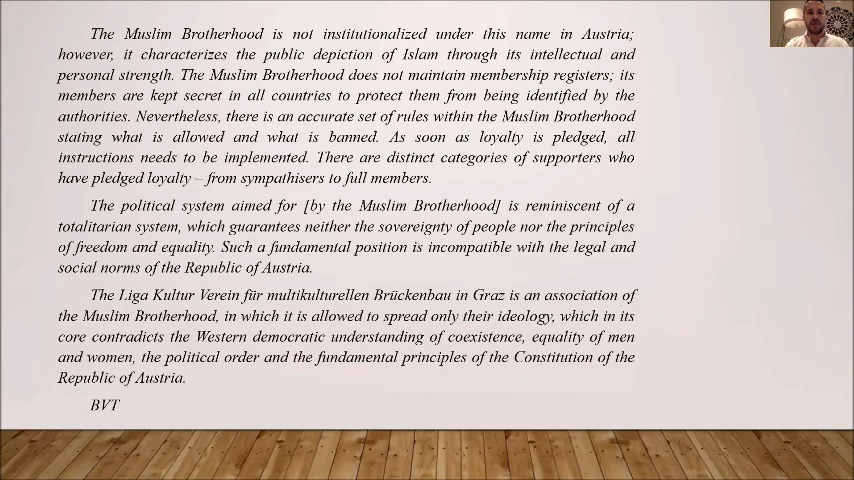 The Muslim Brotherhood is not institutionalized under this name in Austria;
however, it characterizes the public depiction of Islam through its intellectual and
personal strength. The Muslim Brotherhood does not maintain membership registers; its
members are kept secret in all countries to protect them from being identified by the
authorities. Nevertheless, there is an accurate set of rules within the Muslim Brotherhood
stating what is allowed and what is banned. As soon as loyalty is pledged, all
instructions needs to be implemented. There are distinct categories of supporters who
have pledged loyalty – from sympathisers to full members.
The political system aimed for [by the Muslim Brotherhood] is reminiscent of a
totalitarian system, which guarantees neither the sovereignty of people nor the principles
of freedom and equality. Such a fundamental position is incompatible with the legal and
social norms of the Republic of Austria.
The Liga Kultur Verein für multikulturellen Brückenbau in Graz is an association of
the Muslim Brotherhood, in which it is allowed to spread only their ideology, which in its
core contradicts the Western democratic understanding of coexistence, equality of men
and women, the political order and the fundamental principles of the Constitution of the
Republic of Austria.
BVT